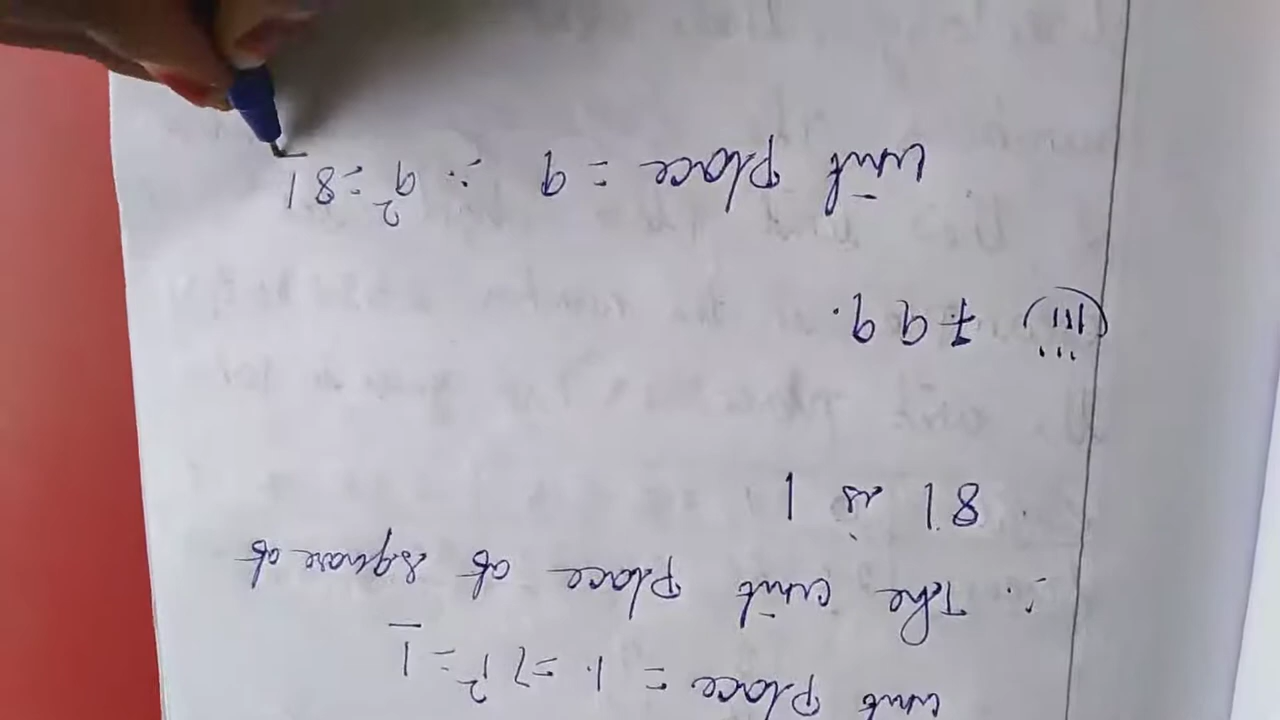 unit place = 1. => 1² = 1
∴ The unit place of square of
81 is 1
(iii) 799.
unit place = 9 ∴ 9² = 81